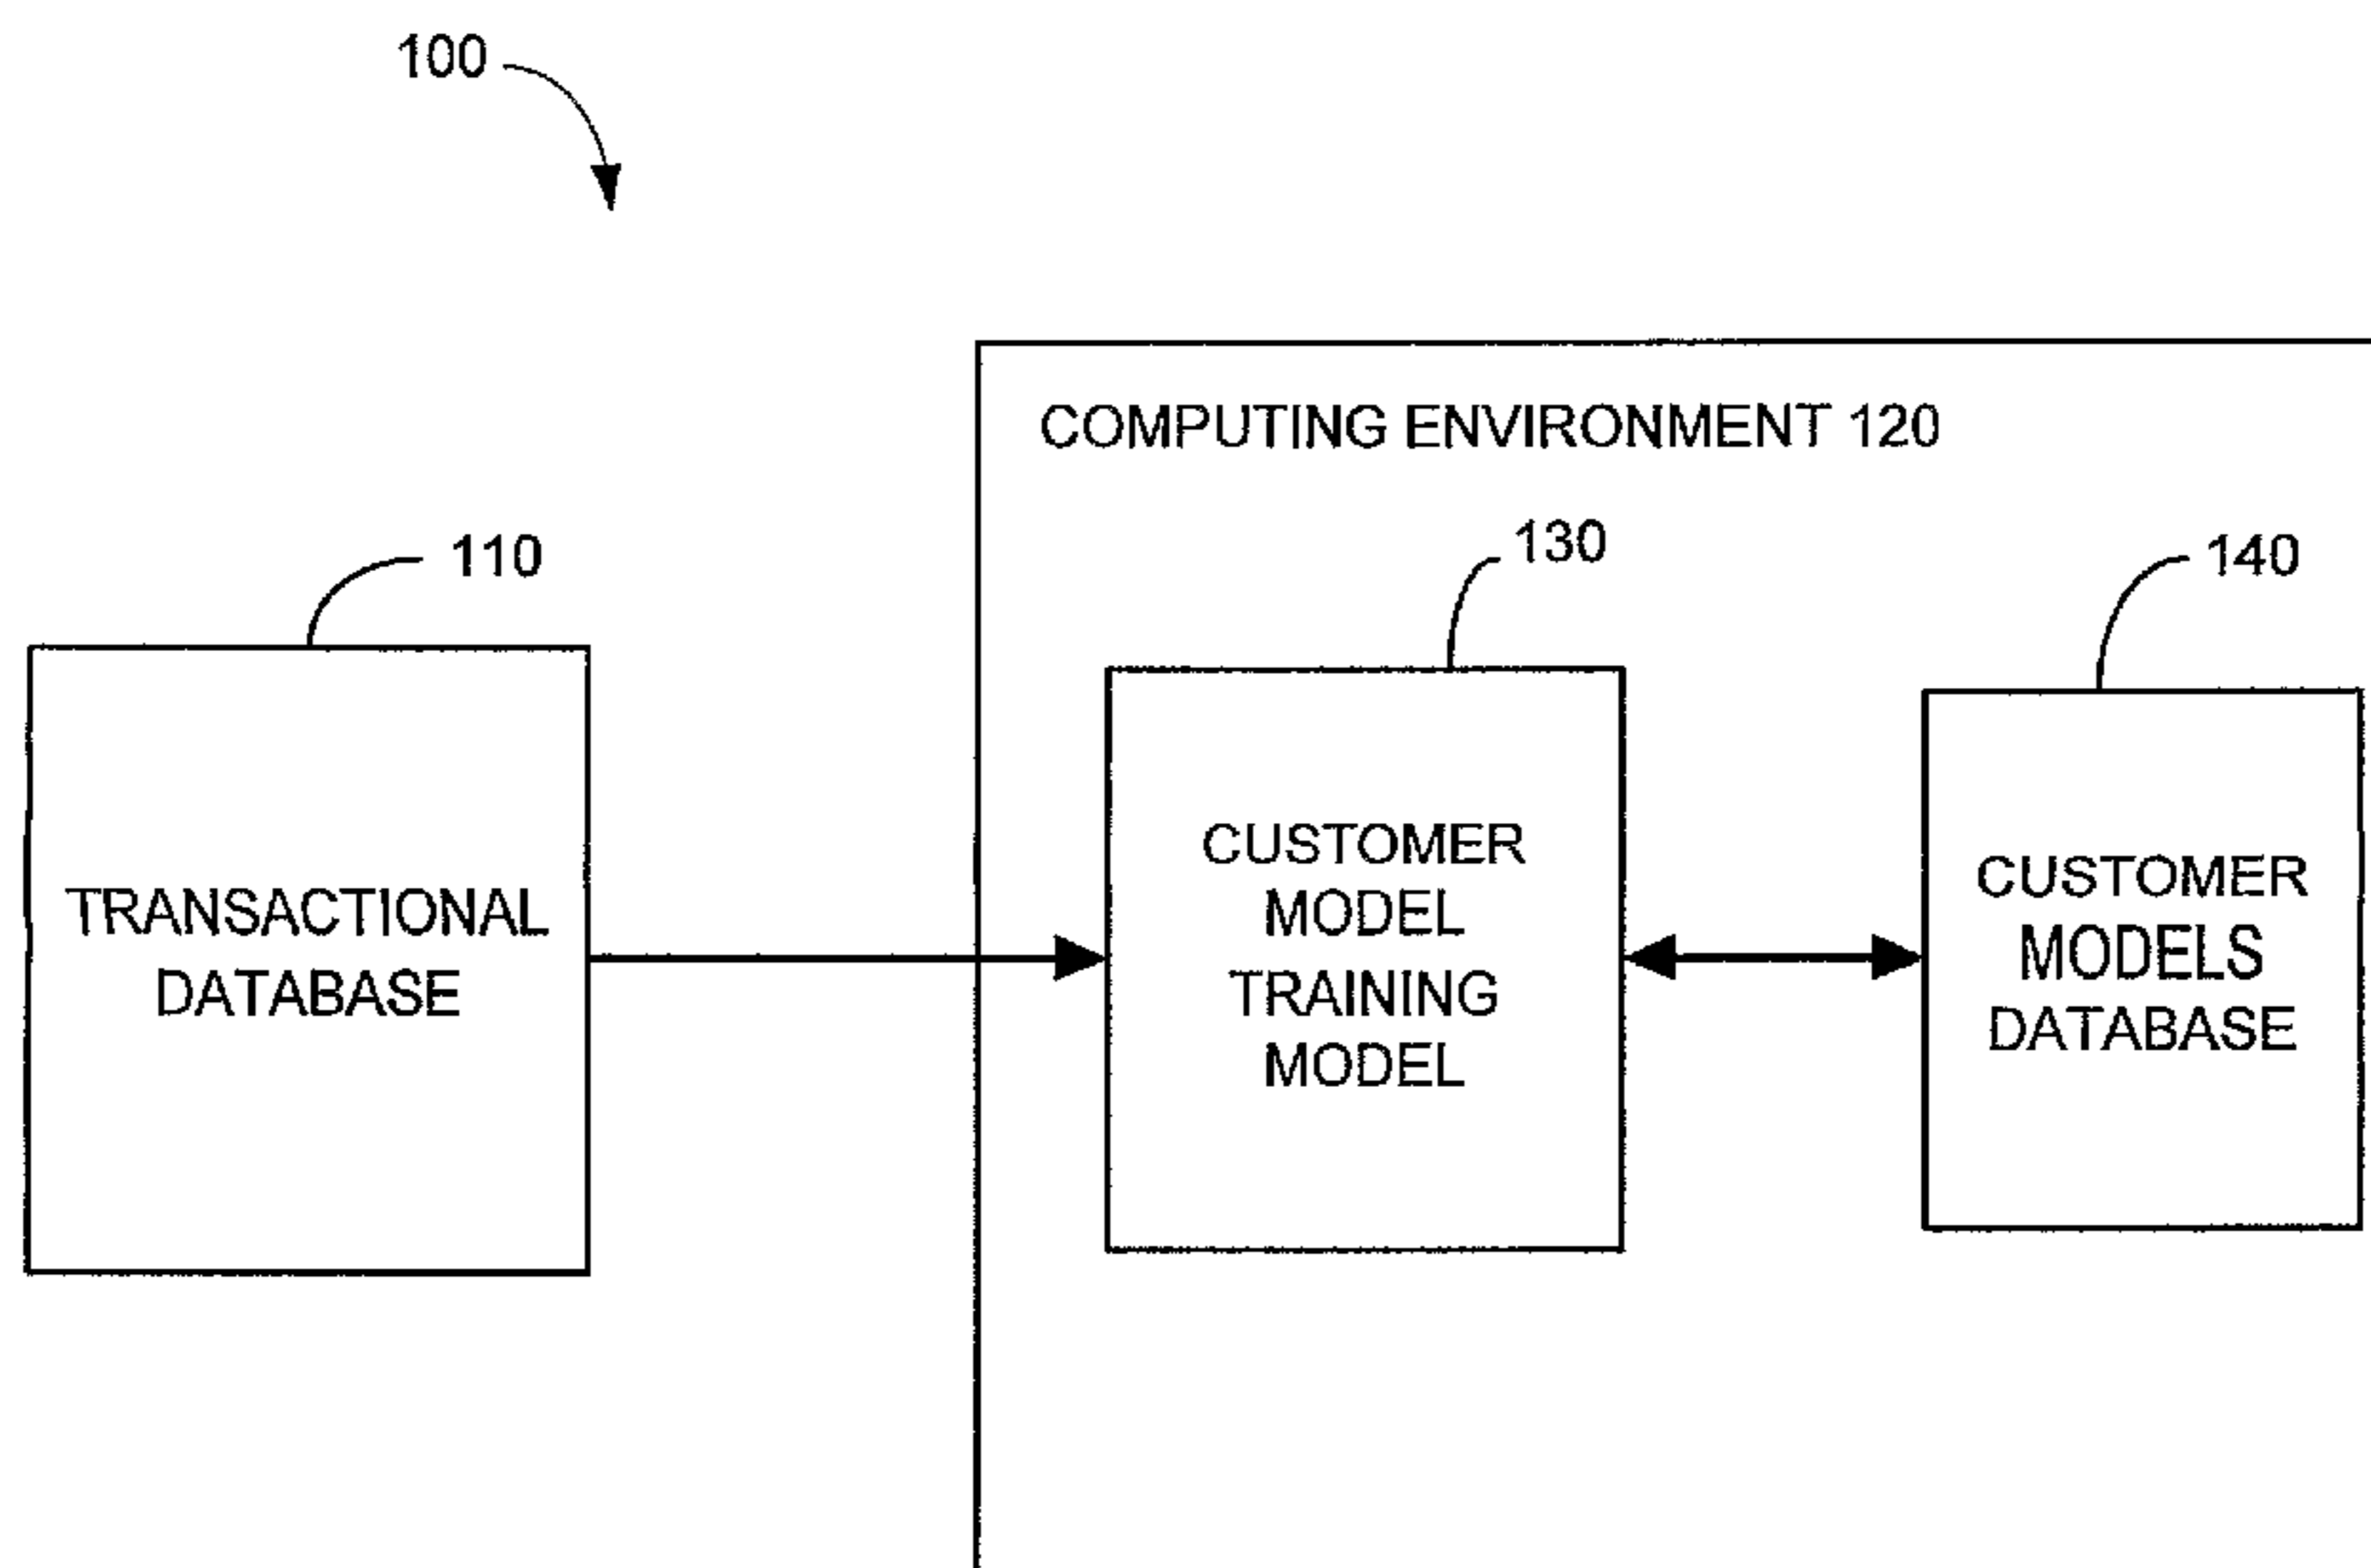 100
COMPUTING ENVIRONMENT 120
110
130
140
TRANSACTIONAL
DATABASE
CUSTOMER
MODEL
TRAINING
MODEL
CUSTOMER
MODELS
DATABASE